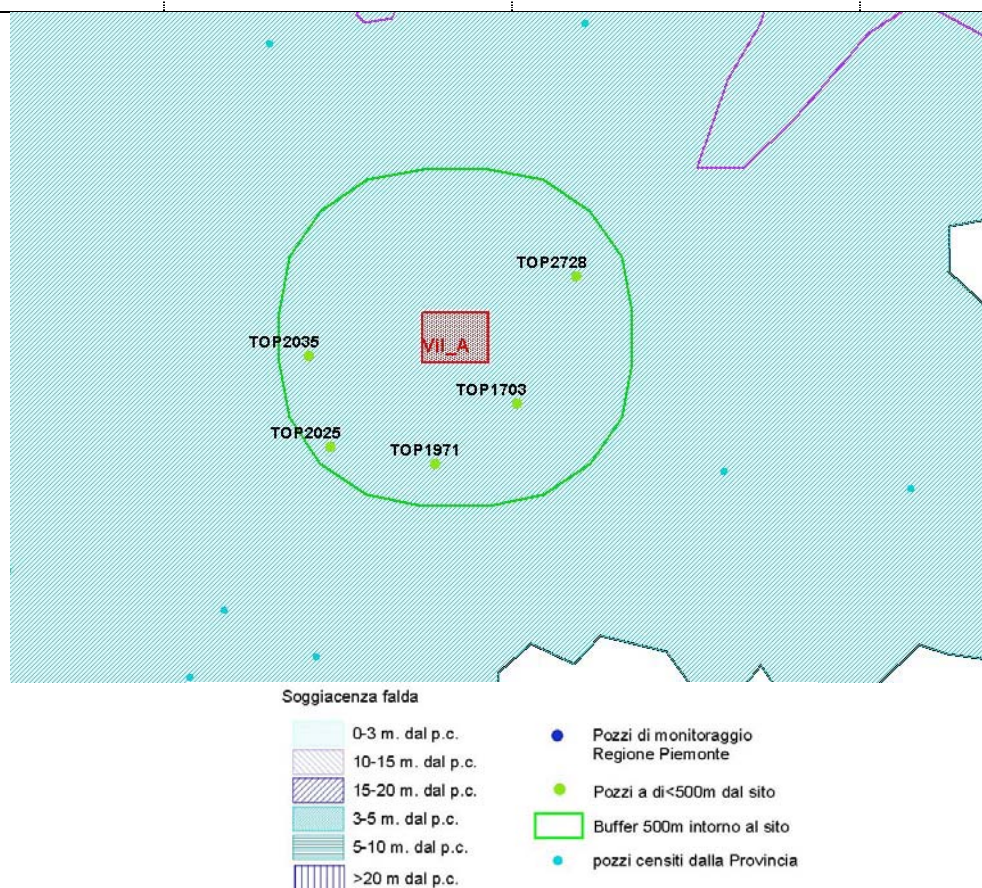 TOP2728
TOP2035
VII_A
TOP1703
TOP2025
TOP1971
Soggiacenza falda
0-3 m. dal p.c.
10-15 m. dal p.c.
15-20 m. dal p.c.
3-5 m. dal p.c.
5-10 m. dal p.c.
>20 m dal p.c.
Pozzi di monitoraggio
Regione Piemonte
Pozzi a di<500m dal sito
Buffer 500m intorno al sito
pozzi censiti dalla Provincia